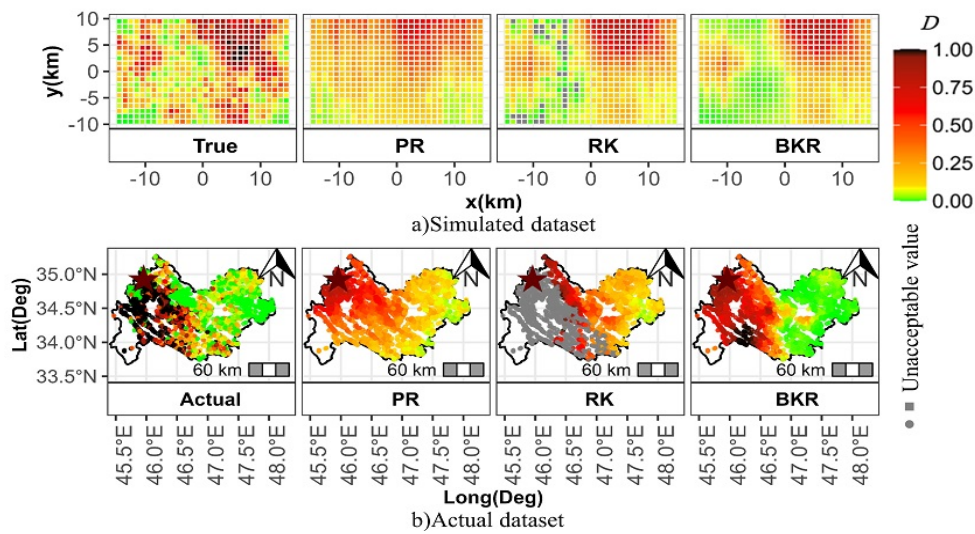 D
y(km)
10
5
0
-5
-10
1.00
0.75
0.50
0.25
0.00
True
PR
RK
BKR
-10 0 10
-10 0 10
-10 0 10
-10 0 10
x(km)
a)Simulated dataset
Unacceptable value
Lat(Deg)
35.0°N
34.5°N
34.0°N
33.5°N
N
N
N
N
60 km
60 km
60 km
60 km
Actual
PR
RK
BKR
45.5°E 46.0°E 46.5°E 47.0°E 47.5°E 48.0°E
45.5°E 46.0°E 46.5°E 47.0°E 47.5°E 48.0°E
45.5°E 46.0°E 46.5°E 47.0°E 47.5°E 48.0°E
45.5°E 46.0°E 46.5°E 47.0°E 47.5°E 48.0°E
Long(Deg)
b)Actual dataset